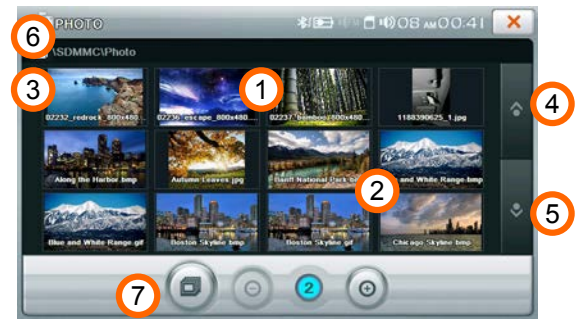 PHOTO 08 AM 00:41
6
\SDMMC\Photo
3 1 4
02232_redrock_800x480... 02236_escape_800x480... 02237_bamboo_800x480... 1188390625_1.jpg
Along the Harbor.bmp Autumn Leaves.jpg Banff National Park.bmp and White Range.bmp
2
5
Blue and White Range.gif Boston Skyline.bmp Boston Skyline.gif Chicago Skyline.bmp
7 2